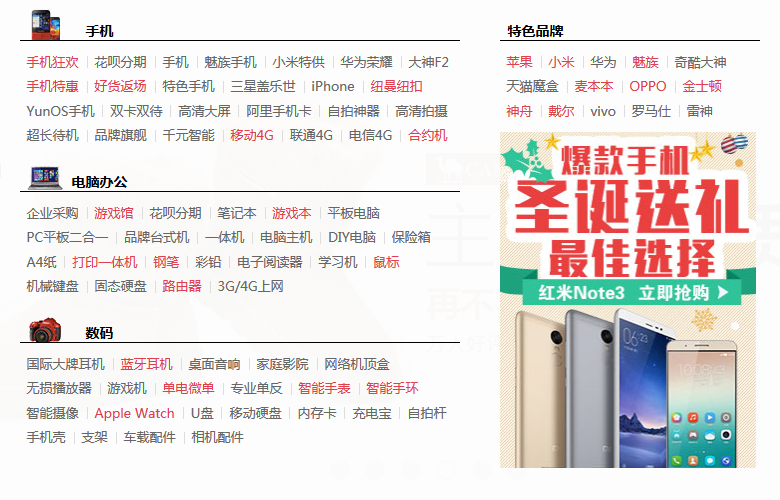 手机
手机狂欢 花呗分期 手机 魅族手机 小米特供 华为荣耀 大神F2
手机特惠 好货返场 特色手机 三星盖乐世 iPhone 纽曼纽扣
YunOS手机 双卡双待 高清大屏 阿里手机卡 自拍神器 高清拍摄
超长待机 品牌旗舰 千元智能 移动4G 联通4G 电信4G 合约机
电脑办公
企业采购 游戏馆 花呗分期 笔记本 游戏本 平板电脑
PC平板二合一 品牌台式机 一体机 电脑主机 DIY电脑 保险箱
A4纸 打印一体机 钢笔 彩铅 电子阅读器 学习机 鼠标
机械键盘 固态硬盘 路由器 3G/4G上网
数码
国际大牌耳机 蓝牙耳机 桌面音响 家庭影院 网络机顶盒
无损播放器 游戏机 单电微单 专业单反 智能手表 智能手环
智能摄像 Apple Watch U盘 移动硬盘 内存卡 充电宝 自拍杆
手机壳 支架 车载配件 相机配件
特色品牌
苹果 小米 华为 魅族 奇酷大神
天猫魔盒 麦本本 OPPO 金士顿
神舟 戴尔 vivo 罗马仕 雷神
爆款手机
圣诞送礼
最佳选择
红米Note3 立即抢购
06:23